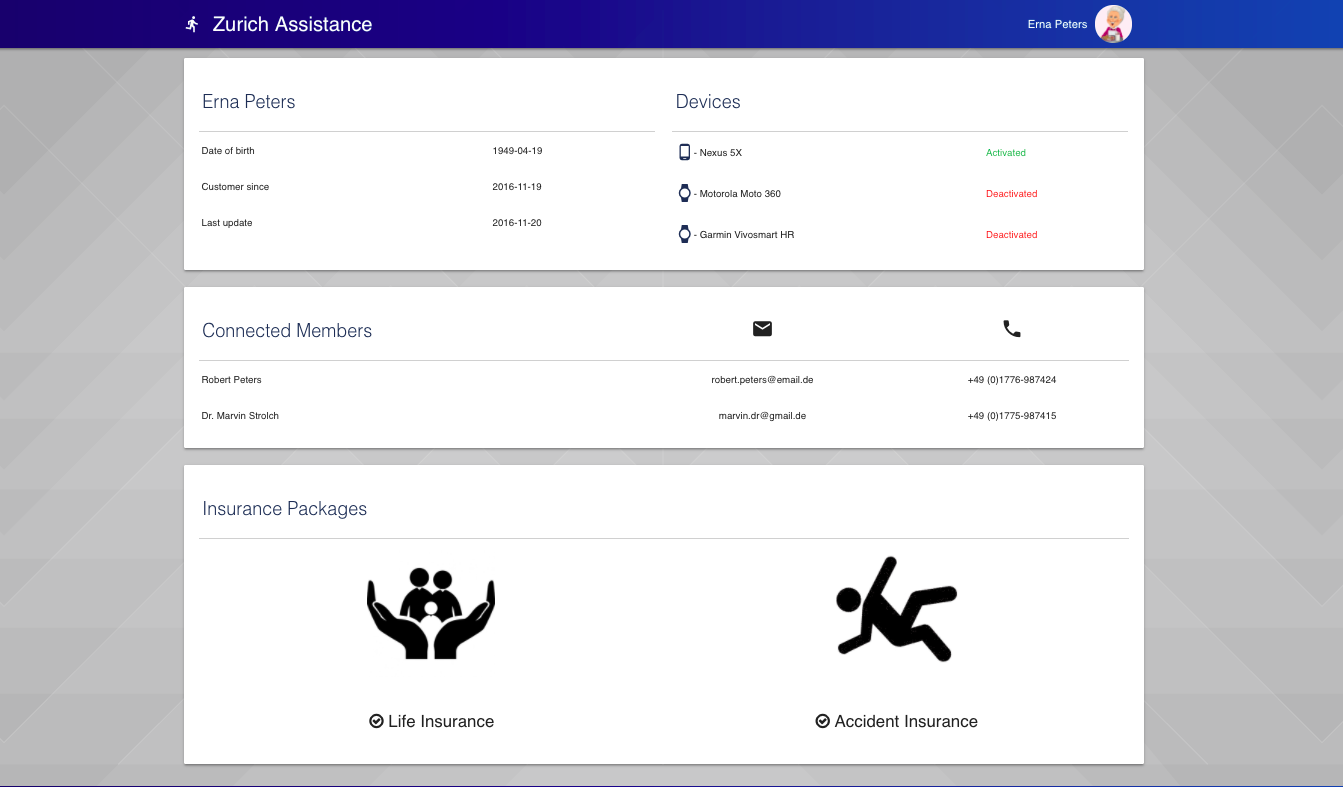 Zurich Assistance
Erna Peters
Erna Peters
Date of birth 1949-04-19
Customer since 2016-11-19
Last update 2016-11-20
Devices
- Nexus 5X Activated
- Motorola Moto 360 Deactivated
- Garmin Vivosmart HR Deactivated
Connected Members
Robert Peters robert.peters@email.de +49 (0)1776-987424
Dr. Marvin Strolch marvin.dr@gmail.de +49 (0)1775-987415
Insurance Packages
Life Insurance
Accident Insurance